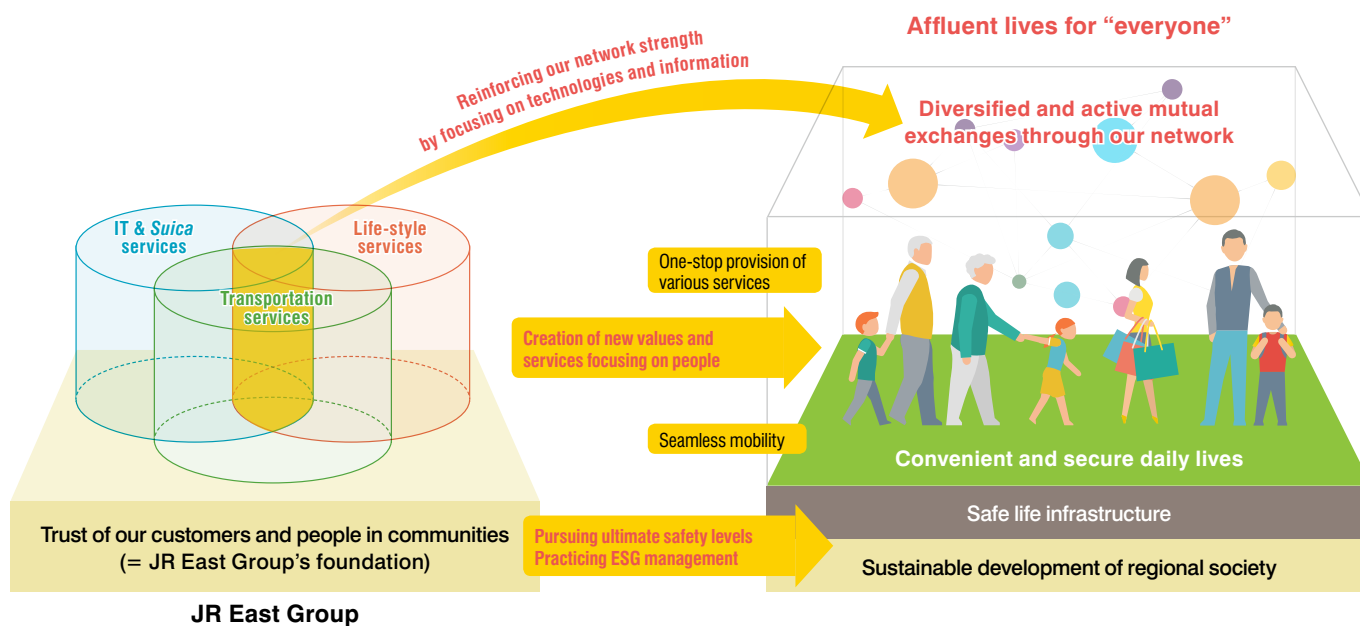 Affluent lives for “everyone”
Reinforcing our network strength
by focusing on technologies and information
Diversified and active mutual
exchanges through our network
IT & Suica
services
Life-style
services
Transportation
services
One-stop provision of
various services
Creation of new values and
services focusing on people
Seamless mobility
Convenient and secure daily lives
Safe life infrastructure
Trust of our customers and people in communities
(= JR East Group’s foundation)
Pursuing ultimate safety levels
Practicing ESG management
Sustainable development of regional society
JR East Group